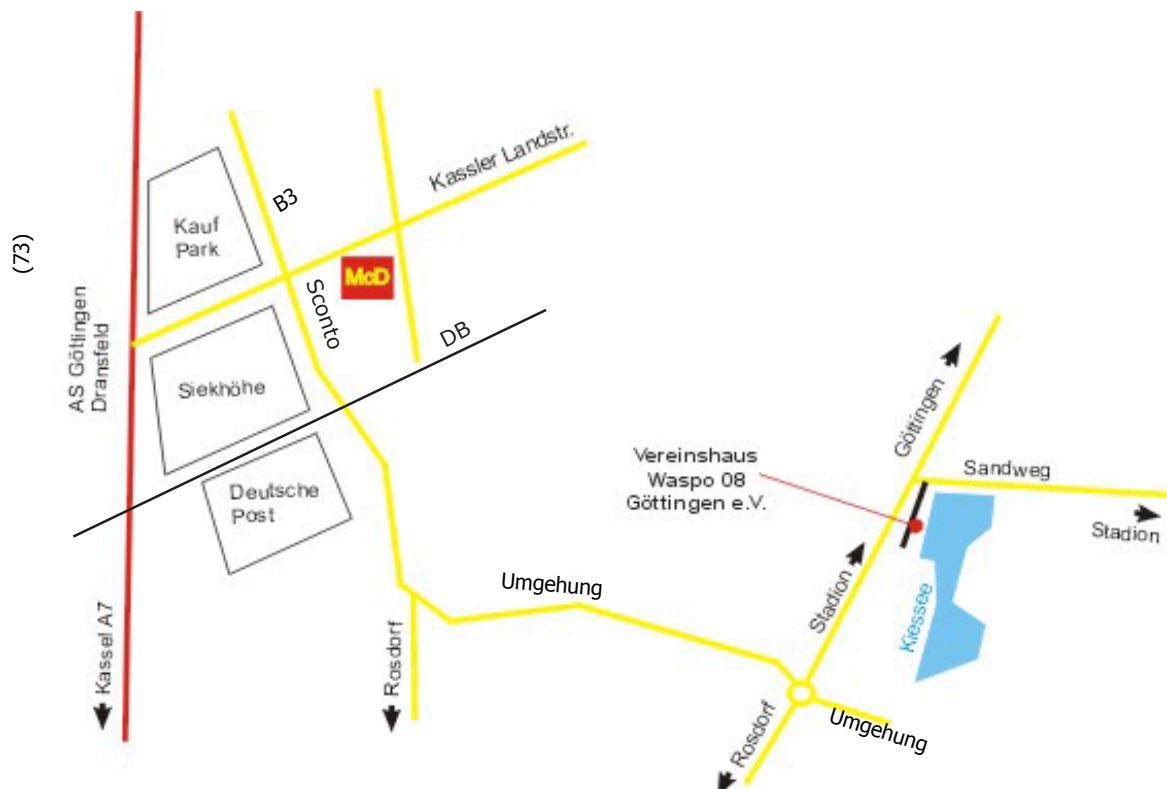 Kassler Landstr.
B3
Kauf
Park
(73)
McD
Sconto
DB
AS Göttingen
Dransfeld
Siekhöhe
Göttingen
Vereinshaus
Waspo 08
Göttingen e.V.
Sandweg
Deutsche
Post
Stadion
Umgehung
Stadion
Kiessee
Kassel A7
Rosdorf
Rosdorf
Umgehung